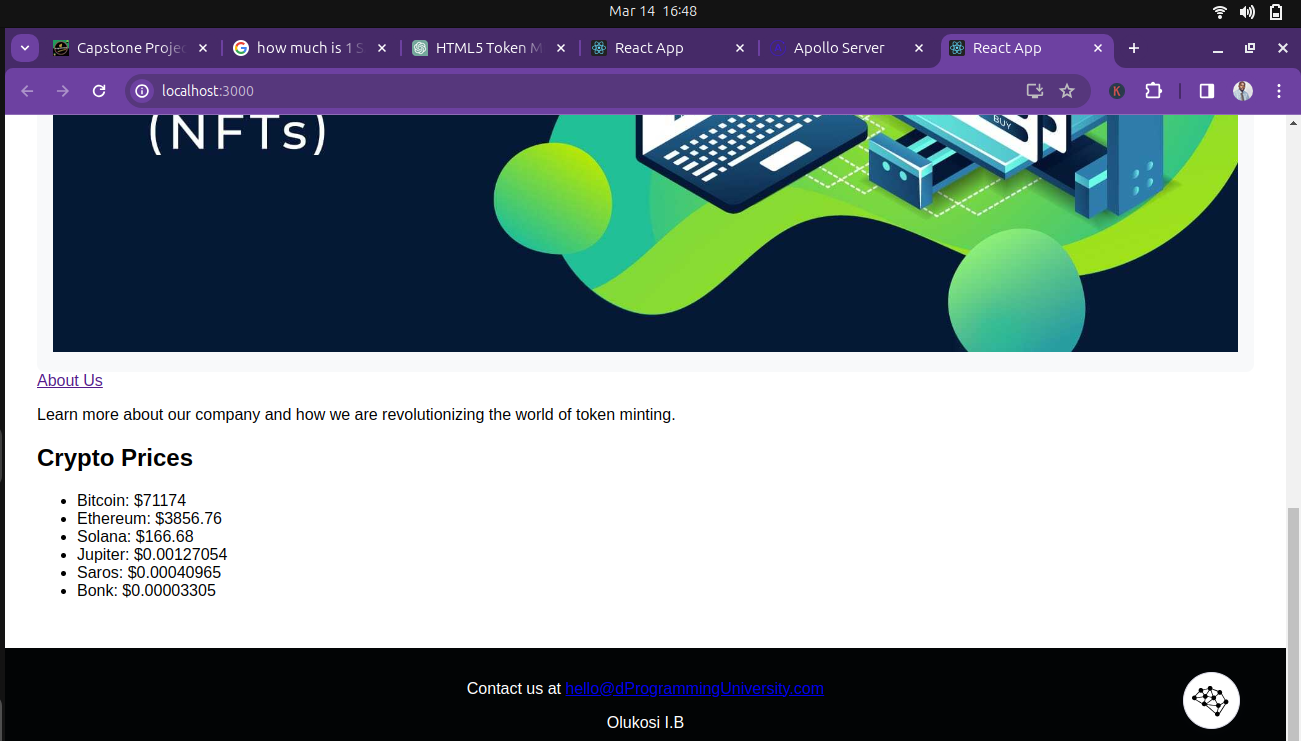 Mar 14 16:48
Capstone Projec
how much is 1 S
HTML5 Token M
React App
Apollo Server
React App
localhost:3000
K
(NFTs)
BUY
About Us
Learn more about our company and how we are revolutionizing the world of token minting.
Crypto Prices
Bitcoin: $71174
Ethereum: $3856.76
Solana: $166.68
Jupiter: $0.00127054
Saros: $0.00040965
Bonk: $0.00003305
Contact us at hello@dProgrammingUniversity.com
Olukosi I.B